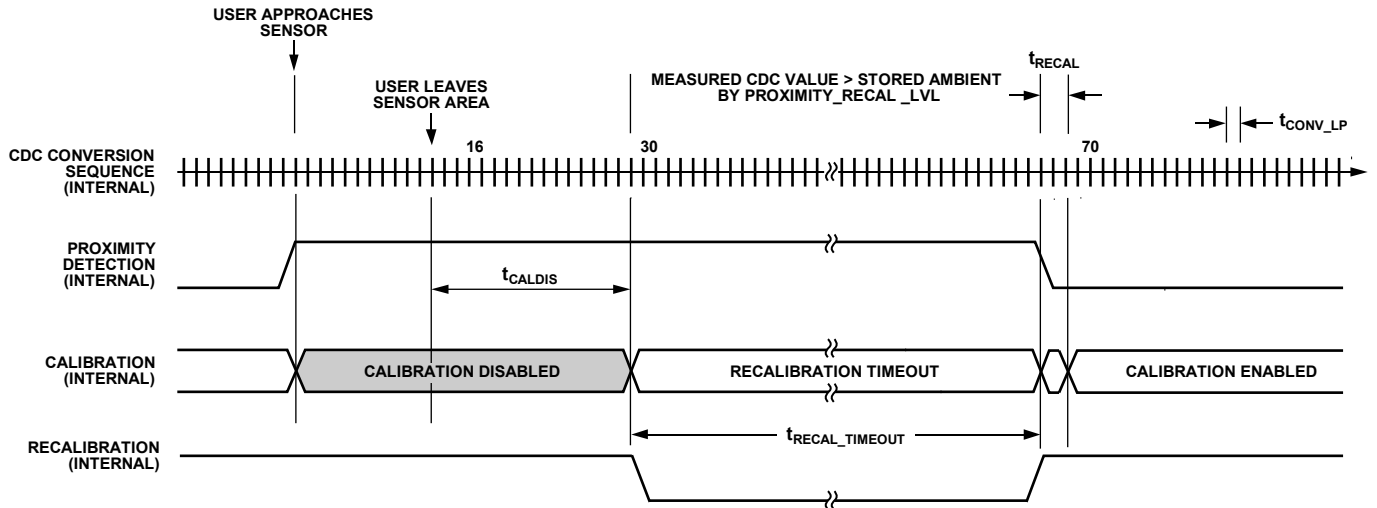 USER APPROACHES
SENSOR
USER LEAVES
SENSOR AREA
MEASURED CDC VALUE > STORED AMBIENT
BY PROXIMITY_RECAL _LVL
tRECAL
tCONV_LP
CDC CONVERSION
SEQUENCE
(INTERNAL)
16
30
70
PROXIMITY
DETECTION
(INTERNAL)
tCALDIS
CALIBRATION
(INTERNAL)
CALIBRATION DISABLED
RECALIBRATION TIMEOUT
CALIBRATION ENABLED
RECALIBRATION
(INTERNAL)
tRECAL_TIMEOUT